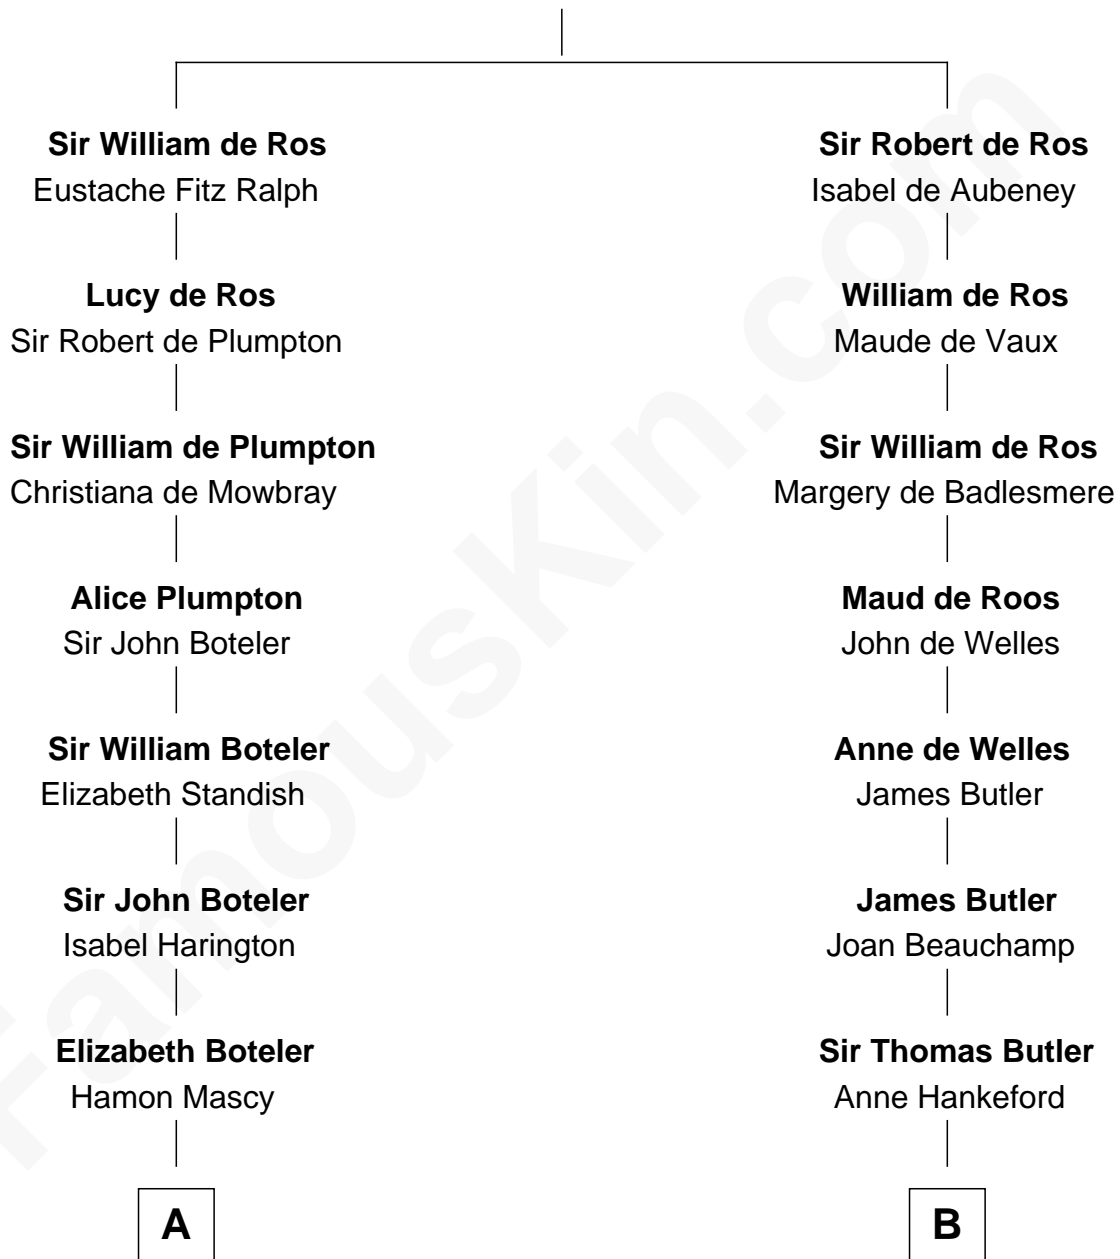 Sir William de Ros
Eustache Fitz Ralph
Lucy de Ros
Sir Robert de Plumpton
Sir William de Plumpton
Christiana de Mowbray
Alice Plumpton
Sir John Boteler
Sir William Boteler
Elizabeth Standish
Sir John Boteler
Isabel Harington
Elizabeth Boteler
Hamon Mascy
A
Sir Robert de Ros
Isabel de Aubeney
William de Ros
Maude de Vaux
Sir William de Ros
Margery de Badlesmere
Maud de Roos
John de Welles
Anne de Welles
James Butler
James Butler
Joan Beauchamp
Sir Thomas Butler
Anne Hankeford
B
FamousKin.com